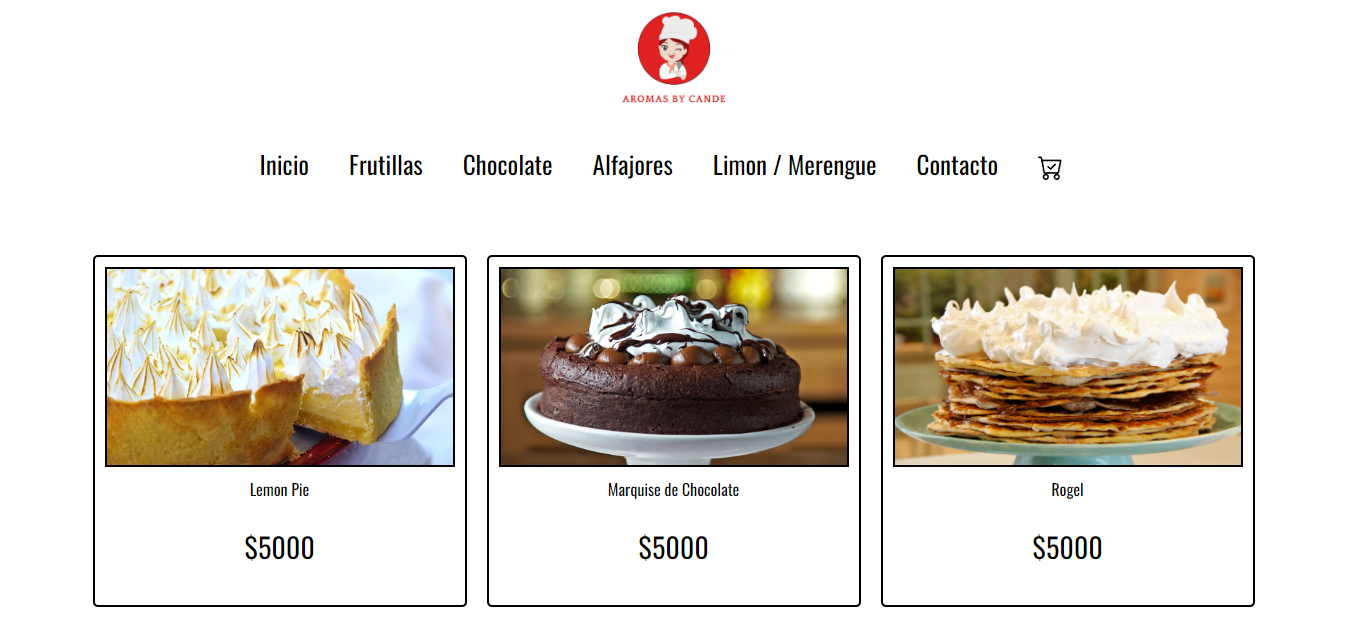 AROMAS BY CANDE
Inicio Frutillas Chocolate Alfajores Limon / Merengue Contacto
Lemon Pie
$5000
Marquise de Chocolate
$5000
Rogel
$5000